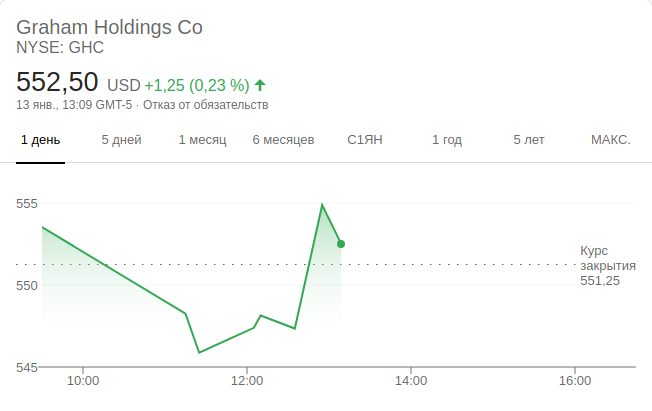 Graham Holdings Co
NYSE: GHC
552,50 USD +1,25 (0,23 %)
13 янв., 13:09 GMT-5 · Отказ от обязательств
1 день 5 дней 1 месяц 6 месяцев С1ЯН 1 год 5 лет МАКС.
555
Курс
закрытия
551,25
550
545
10:00 12:00 14:00 16:00